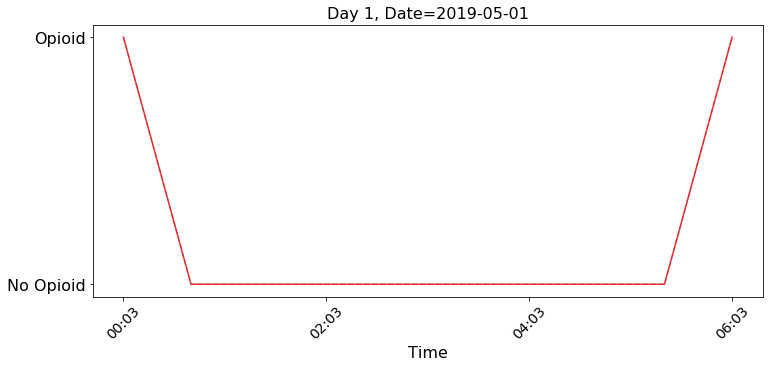 Day 1, Date=2019-05-01
Opioid
No Opioid
00:03
02:03
04:03
06:03
Time